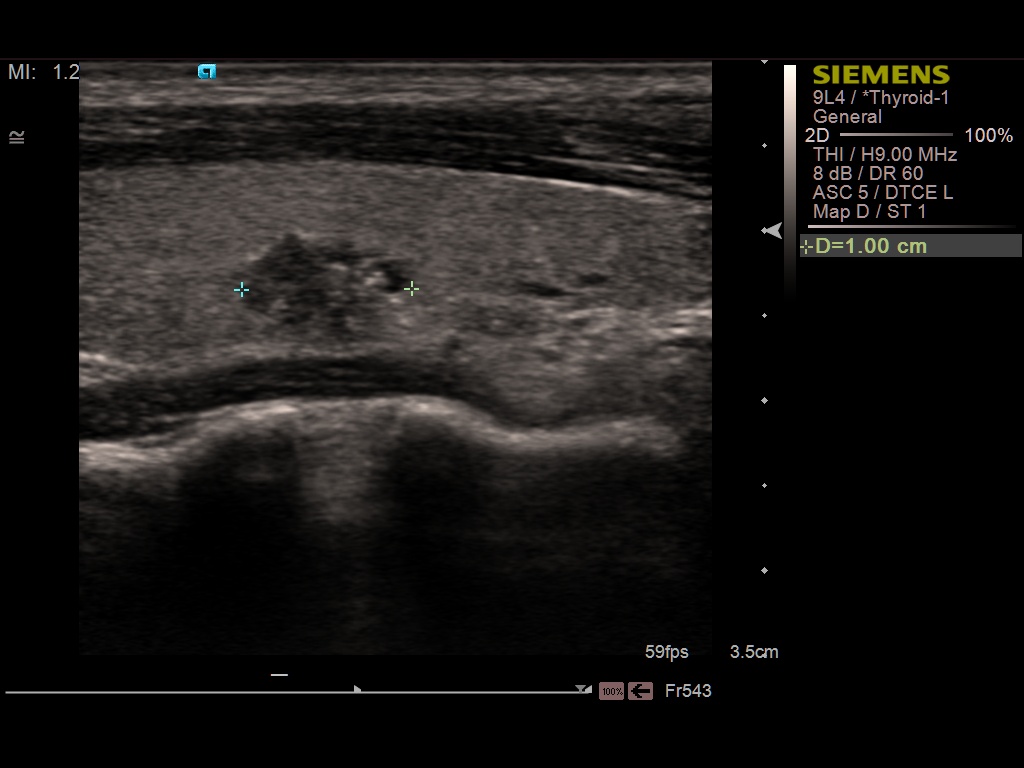 MI: 1.2
SIEMENS
9L4 / *Thyroid-1
General
2D 100%
THI / H9.00 MHz
8 dB / DR 60
ASC 5 / DTCE L
Map D / ST 1
D=1.00 cm
59fps 3.5cm
100% Fr543